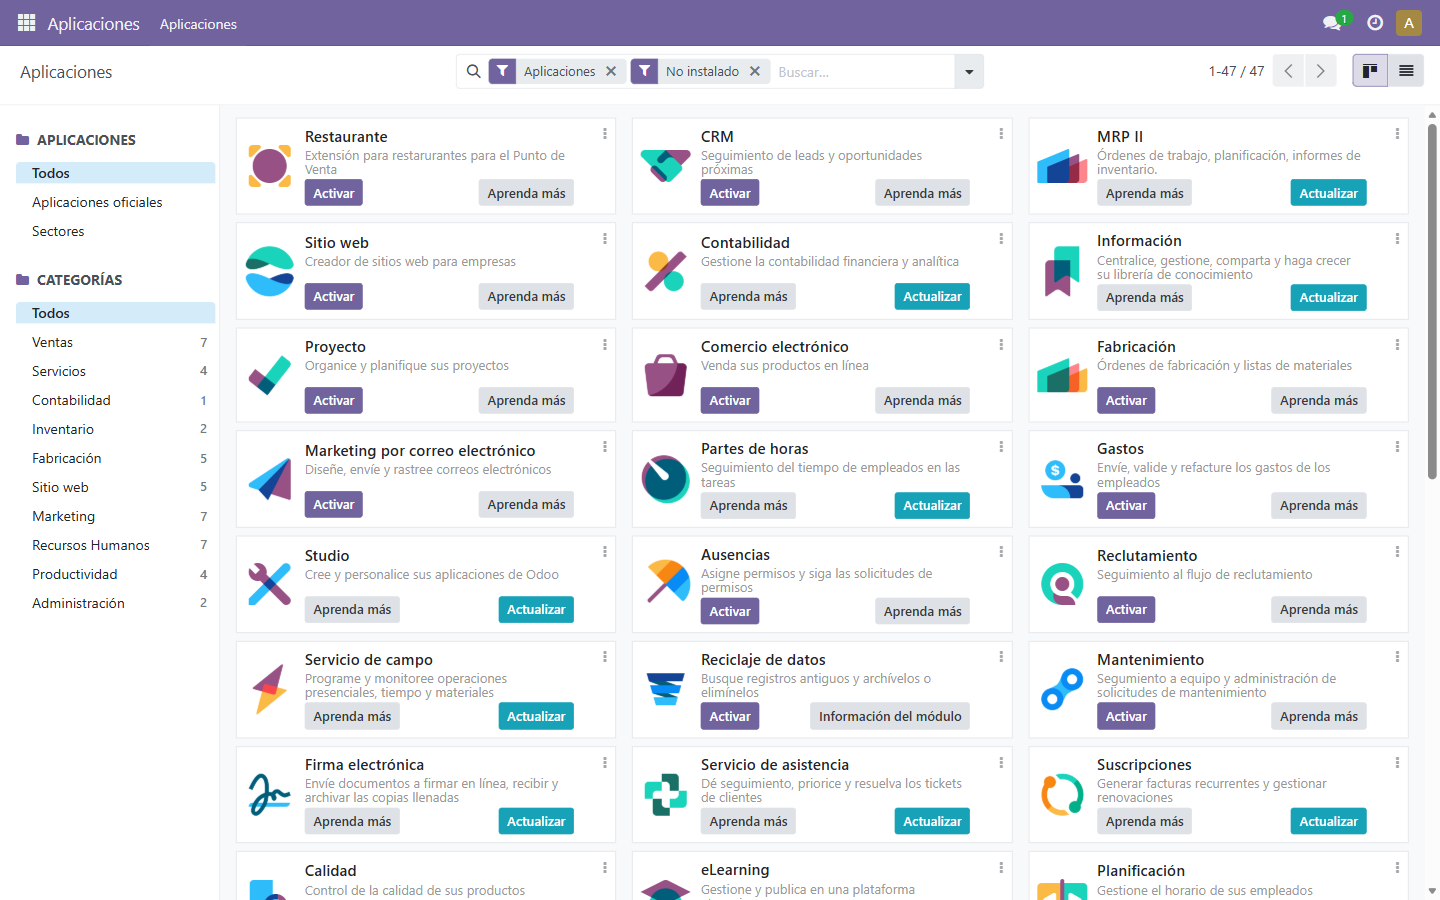 Aplicaciones
Aplicaciones
1
A
Aplicaciones
Aplicaciones
No instalado
Buscar...
1-47 / 47
APLICACIONES
Todos
Aplicaciones oficiales
Sectores
CATEGORÍAS
Todos
Ventas 7
Servicios 4
Contabilidad 1
Inventario 2
Fabricación 5
Sitio web 5
Marketing 7
Recursos Humanos 7
Productividad 4
Administración 2
Restaurante
Extensión para restarurantes para el Punto de
Venta
Activar
Aprenda más
CRM
Seguimiento de leads y oportunidades
próximas
Activar
Aprenda más
MRP II
Órdenes de trabajo, planificación, informes de
inventario.
Aprenda más
Actualizar
Sitio web
Creador de sitios web para empresas
Activar
Aprenda más
Contabilidad
Gestione la contabilidad financiera y analítica
Aprenda más
Actualizar
Información
Centralice, gestione, comparta y haga crecer
su librería de conocimiento
Aprenda más
Actualizar
Proyecto
Organice y planifique sus proyectos
Activar
Aprenda más
Comercio electrónico
Venda sus productos en línea
Activar
Aprenda más
Fabricación
Órdenes de fabricación y listas de materiales
Activar
Aprenda más
Marketing por correo electrónico
Diseñe, envíe y rastree correos electrónicos
Activar
Aprenda más
Partes de horas
Seguimiento del tiempo de empleados en las
tareas
Aprenda más
Actualizar
Gastos
Envíe, valide y refacture los gastos de los
empleados
Activar
Aprenda más
Studio
Cree y personalice sus aplicaciones de Odoo
Aprenda más
Actualizar
Ausencias
Asigne permisos y siga las solicitudes de
permisos
Activar
Aprenda más
Reclutamiento
Seguimiento al flujo de reclutamiento
Activar
Aprenda más
Servicio de campo
Programe y monitoree operaciones
presenciales, tiempo y materiales
Aprenda más
Actualizar
Reciclaje de datos
Busque registros antiguos y archívelos o
elimínelos
Activar
Información del módulo
Mantenimiento
Segumiento a equipo y administración de
solicitudes de mantenimiento
Activar
Aprenda más
Firma electrónica
Envíe documentos a firmar en línea, recibir y
archivar las copias llenadas
Aprenda más
Actualizar
Servicio de asistencia
Dé seguimiento, priorice y resuelva los tickets
de clientes
Aprenda más
Actualizar
Suscripciones
Generar facturas recurrentes y gestionar
renovaciones
Aprenda más
Actualizar
Calidad
Control de la calidad de sus productos
eLearning
Gestione y publica en una plataforma
Planificación
Gestione el horario de sus empleados